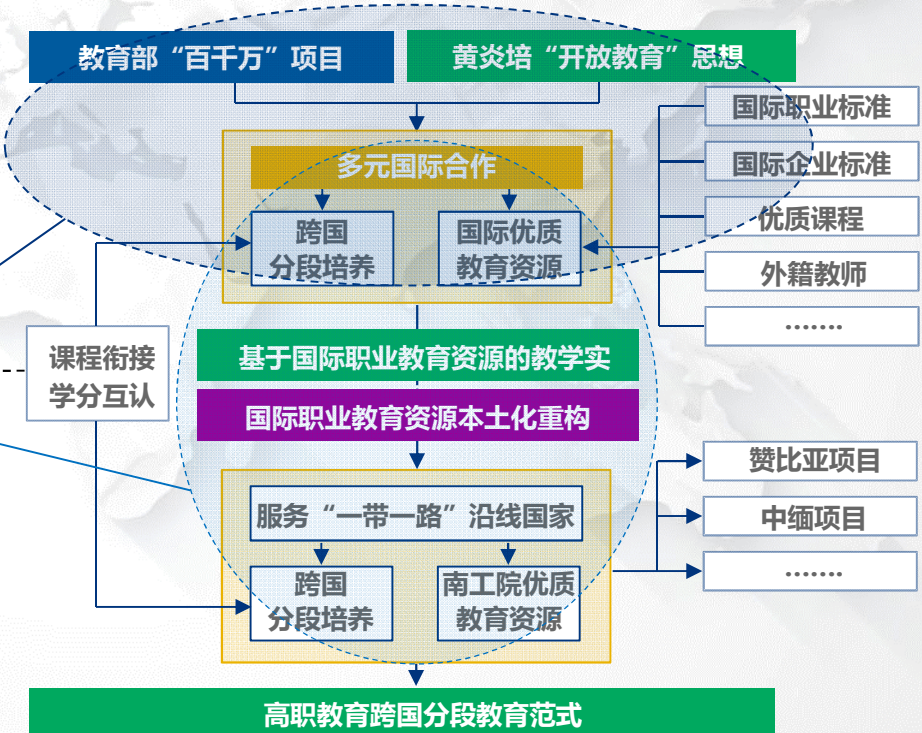 教育部“百千万”项目
黄炎培“开放教育”思想
国际职业标准
国际企业标准
优质课程
外籍教师
.......
多元国际合作
跨国
分段培养
国际优质
教育资源
课程衔接
学分互认
基于国际职业教育资源的教学实
国际职业教育资源本土化重构
服务“一带一路”沿线国家
跨国
分段培养
南工院优质
教育资源
赞比亚项目
中缅项目
.......
高职教育跨国分段教育范式